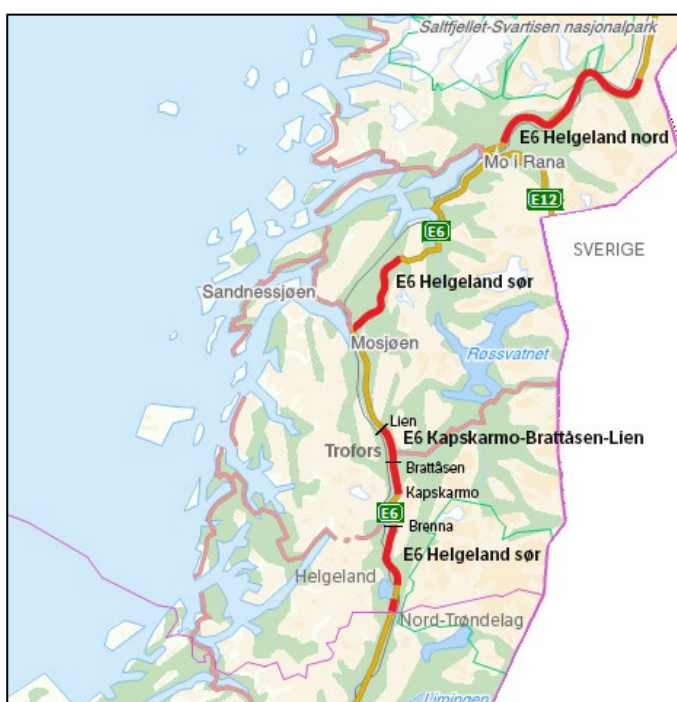 Saltfjellet-Svartisen nasjonalpark
E6 Helgeland nord
Mo i Rana
E12
E6
SVERIGE
E6 Helgeland sør
Sandnessjøen
Mosjøen
Røssvatnet
Lien
E6 Kapskarmo-Brattåsen-Lien
Trofors
Brattåsen
Kapskarmo
E6
Brenna
E6 Helgeland sør
Helgeland
Nord-Trøndelag
Limingen